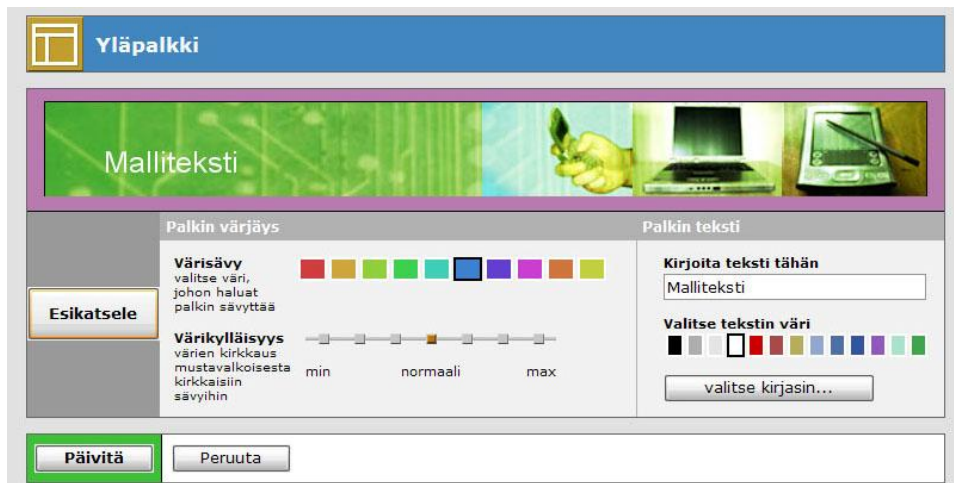 Yläpalkki
Malliteksti
Palkin värjäys
Palkin teksti
Värisävy
valitse väri,
johon haluat
palkin sävyttää
Kirjoita teksti tähän
Malliteksti
Esikatsele
Värikylläisyys
värien kirkkaus
mustavalkoisesta
kirkkaisiin
sävyihin
min
normaali
max
Valitse tekstin väri
valitse kirjasin...
Päivitä
Peruuta